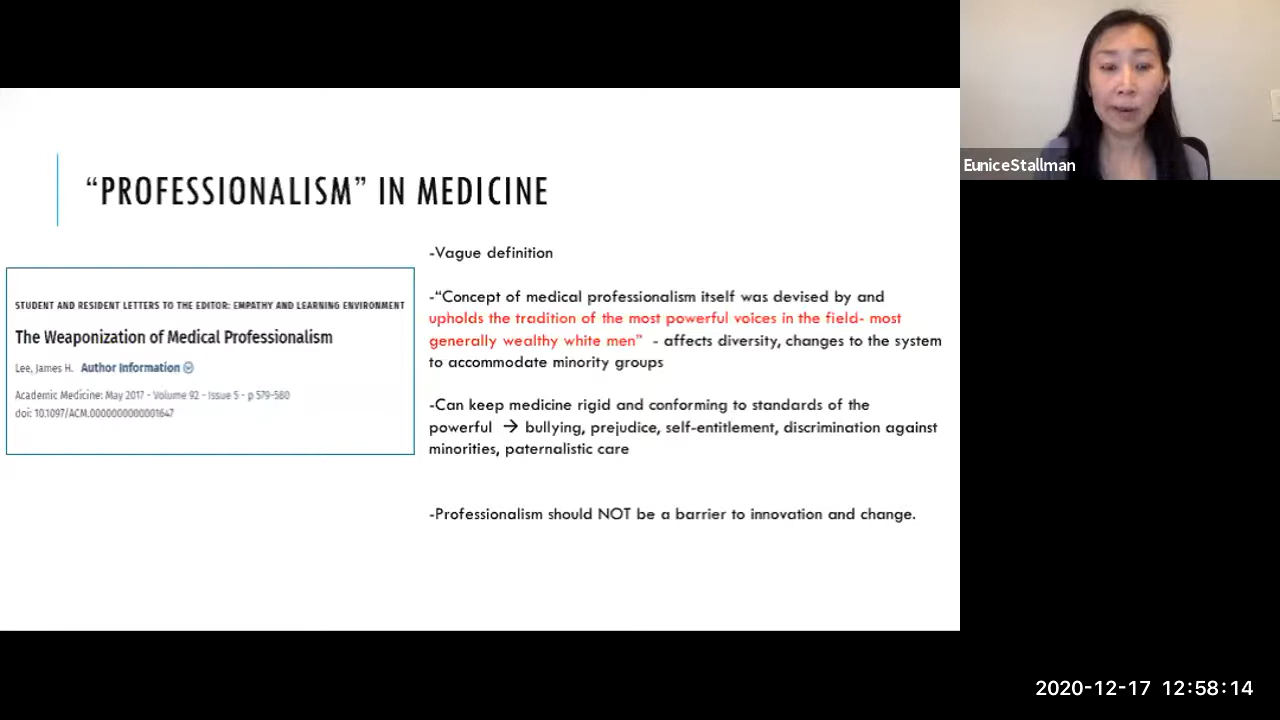 EuniceStallman
“PROFESSIONALISM” IN MEDICINE
STUDENT AND RESIDENT LETTERS TO THE EDITOR: EMPATHY AND LEARNING ENVIRONMENT
The Weaponization of Medical Professionalism
Lee, James H. Author Information
Academic Medicine: May 2017 - Volume 92 - Issue 5 - p 579-580
doi: 10.1097/ACM.0000000000001647
-Vague definition
-“Concept of medical professionalism itself was devised by and
upholds the tradition of the most powerful voices in the field- most
generally wealthy white men” - affects diversity, changes to the system
to accommodate minority groups
-Can keep medicine rigid and conforming to standards of the
powerful → bullying, prejudice, self-entitlement, discrimination against
minorities, paternalistic care
-Professionalism should NOT be a barrier to innovation and change.
2020-12-17 12:58:14